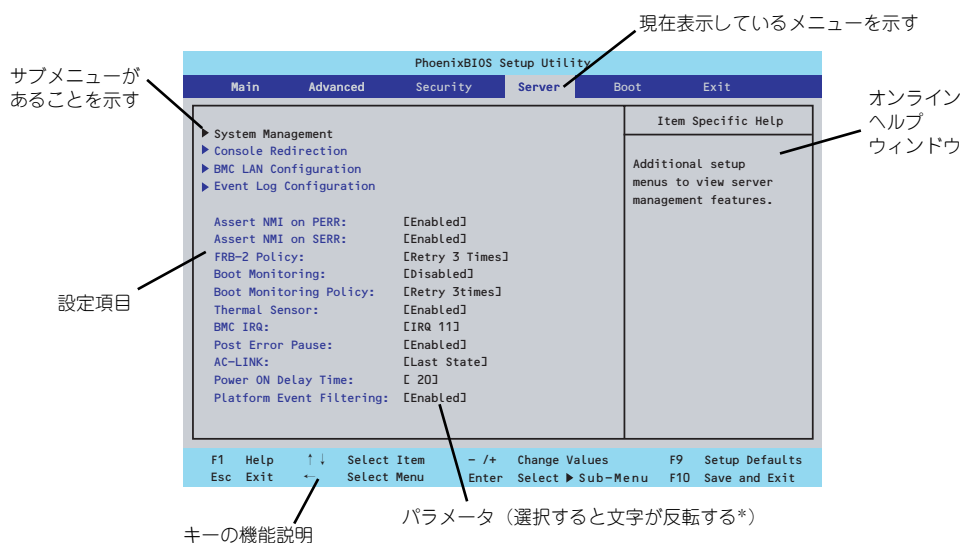 現在表示しているメニューを示す
サブメニューが
あることを示す
PhoenixBIOS Setup Utility
Main Advanced Security Server Boot Exit
オンライン
ヘルプ
ウィンドウ
Item Specific Help
▶ System Management
▶ Console Redirection
▶ BMC LAN Configuration
▶ Event Log Configuration
Additional setup
menus to view server
management features.
Assert NMI on PERR: [Enabled]
Assert NMI on SERR: [Enabled]
FRB-2 Policy: [Retry 3 Times]
Boot Monitoring: [Disabled]
Boot Monitoring Policy: [Retry 3times]
Thermal Sensor: [Enabled]
BMC IRQ: [IRQ 11]
Post Error Pause: [Enabled]
AC-LINK: [Last State]
Power ON Delay Time: [ 20]
Platform Event Filtering: [Enabled]
設定項目
F1 Help ↑↓ Select Item - /+ Change Values F9 Setup Defaults
Esc Exit ← Select Menu Enter Select ▶ Sub-Menu F10 Save and Exit
パラメータ（選択すると文字が反転する*）
キーの機能説明